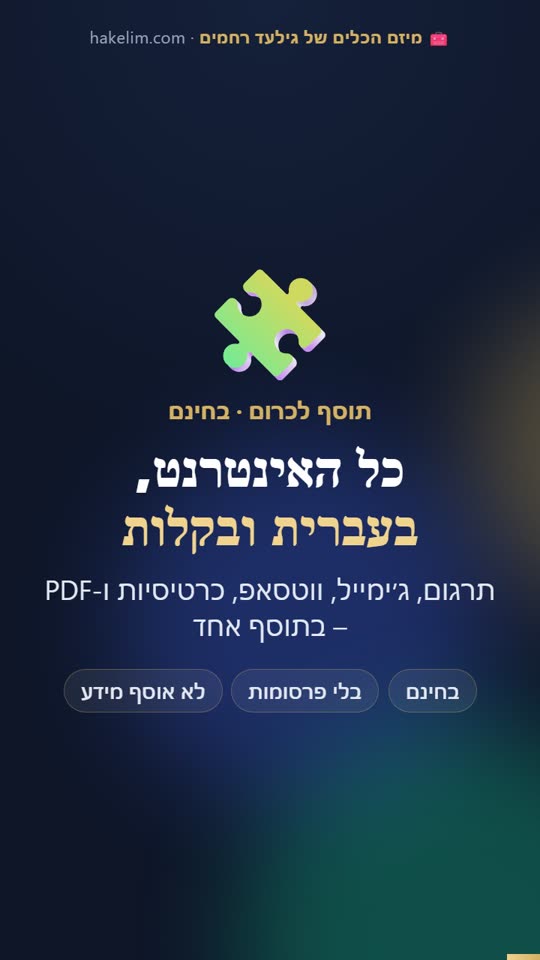 מיזם הכלים של גילעד רחמים · hakelim.com
תוסף לכרום · בחינם
כל האינטרנט,
בעברית ובקלות
תרגום, ג׳ימייל, ווטסאפ, כרטיסיות ו-PDF
– בתוסף אחד
בחינם
בלי פרסומות
לא אוסף מידע